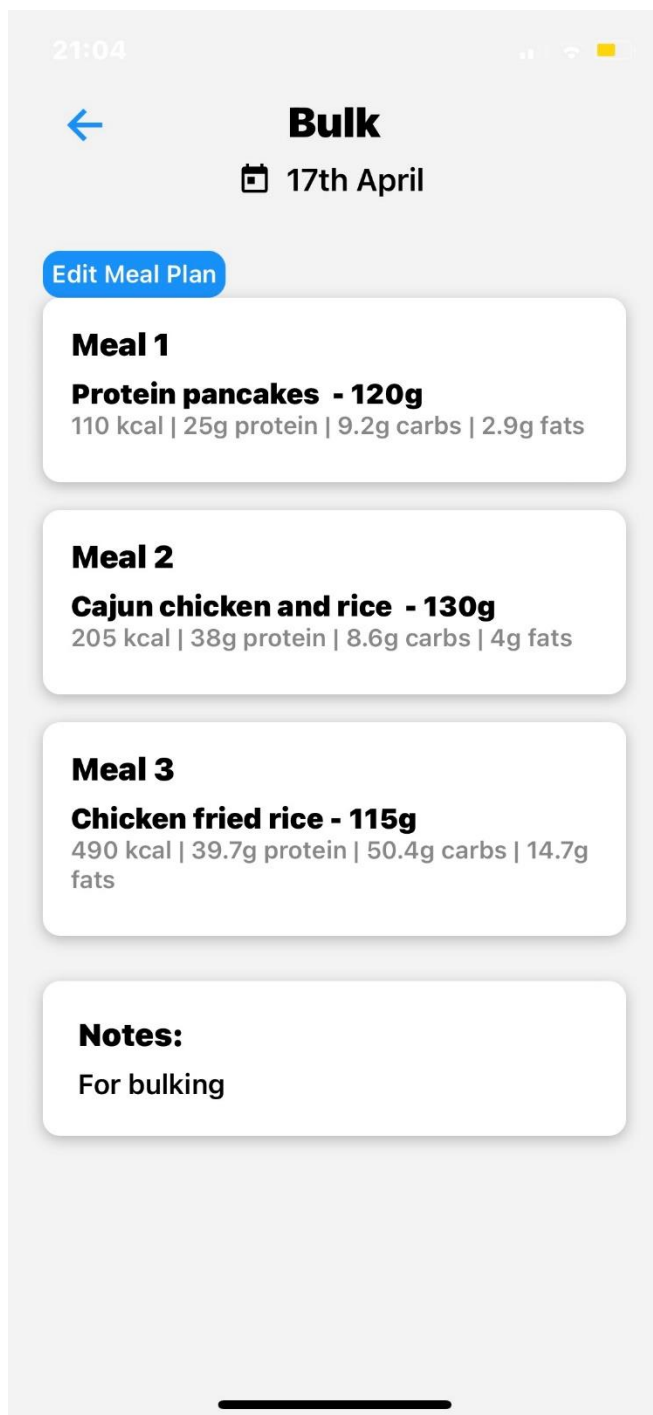 21:04
Bulk
17th April
Edit Meal Plan
Meal 1
Protein pancakes - 120g
110 kcal | 25g protein | 9.2g carbs | 2.9g fats
Meal 2
Cajun chicken and rice - 130g
205 kcal | 38g protein | 8.6g carbs | 4g fats
Meal 3
Chicken fried rice - 115g
490 kcal | 39.7g protein | 50.4g carbs | 14.7g
fats
Notes:
For bulking